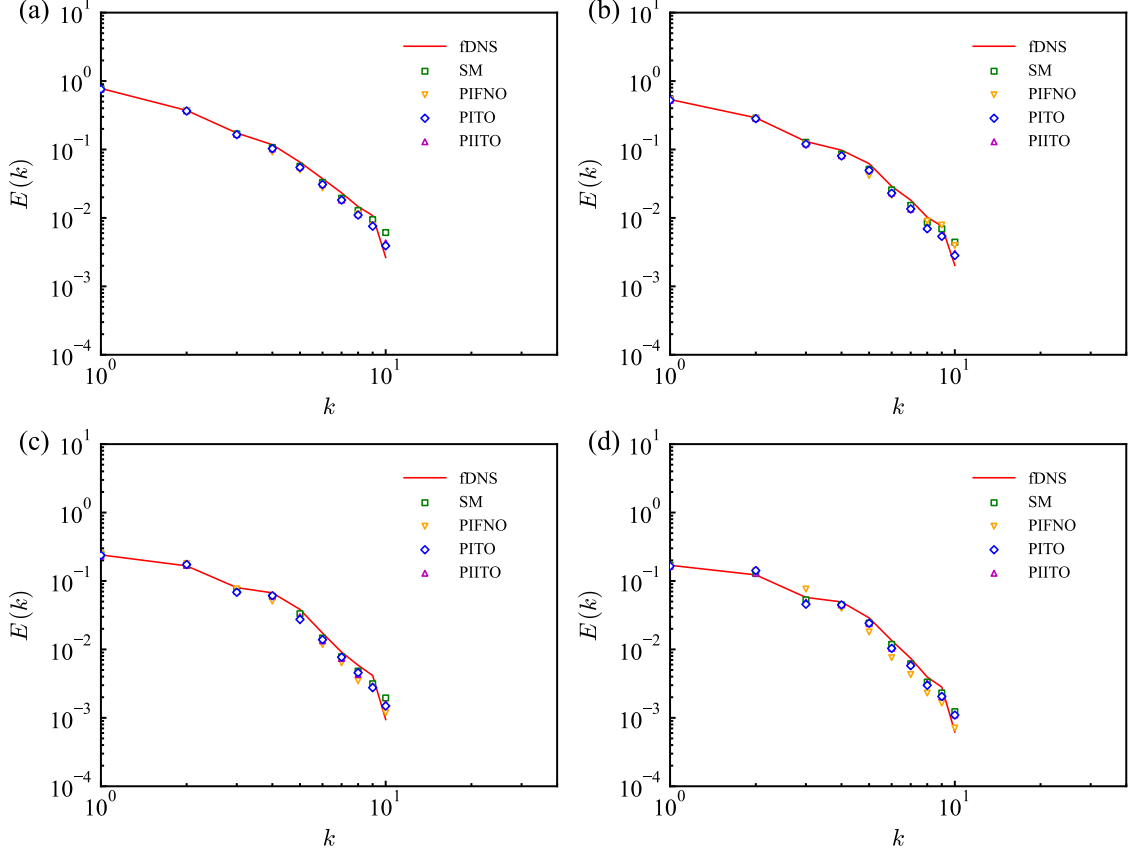 (a)
10^1
10^0
10^-1
10^-2
10^-3
10^-4
E(k)
fDNS
SM
PIFNO
PITO
PIITO
10^0
10^1
k
(b)
10^1
10^0
10^-1
10^-2
10^-3
10^-4
E(k)
fDNS
SM
PIFNO
PITO
PIITO
10^0
10^1
k
(c)
10^1
10^0
10^-1
10^-2
10^-3
10^-4
E(k)
fDNS
SM
PIFNO
PITO
PIITO
10^0
10^1
k
(d)
10^1
10^0
10^-1
10^-2
10^-3
10^-4
E(k)
fDNS
SM
PIFNO
PITO
PIITO
10^0
10^1
k